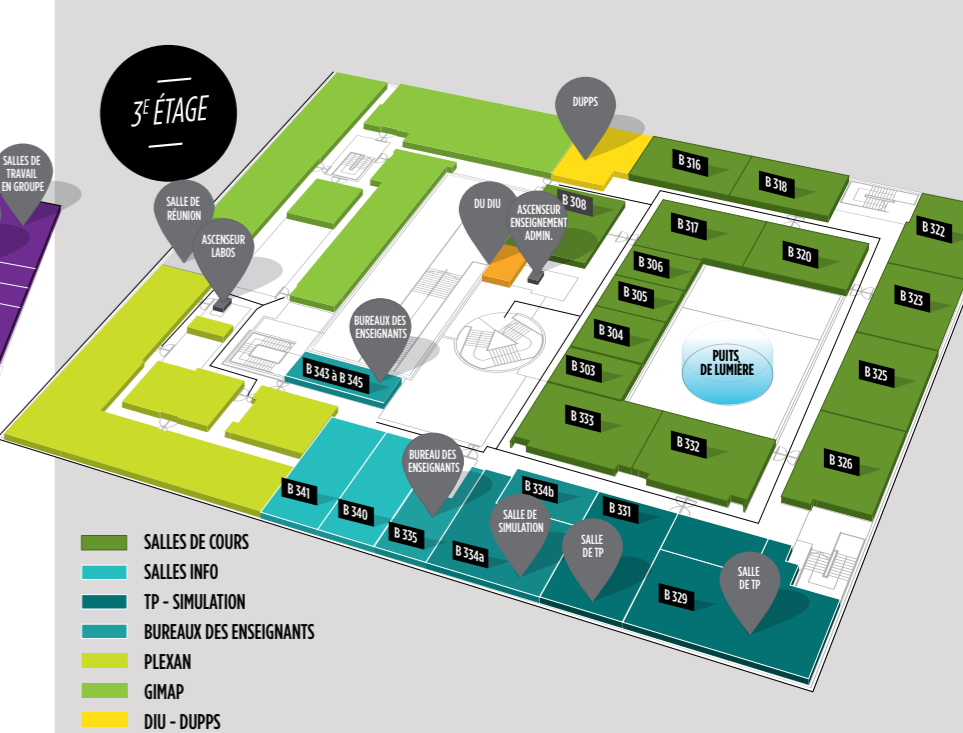 3E ÉTAGE
SALLES DE
TRAVAIL
EN GROUPE
SALLE DE
RÉUNION
ASCENSEUR
LABOS
DUPPS
DU DIU
ASCENSEUR
ENSEIGNEMENT
ADMIN.
BUREAUX DES
ENSEIGNANTS
B 343 à B 345
B 308
B 316
B 318
B 317
B 320
B 322
B 306
B 305
B 304
B 303
B 323
B 325
B 326
PUITS
DE LUMIÈRE
B 333
B 332
BUREAU DES
ENSEIGNANTS
B 341
B 340
B 335
B 334a
B 334b
SALLE DE
SIMULATION
B 331
SALLE
DE TP
B 329
SALLE
DE TP
SALLES DE COURS
SALLES INFO
TP - SIMULATION
BUREAUX DES ENSEIGNANTS
PLEXAN
GIMAP
DIU - DUPPS